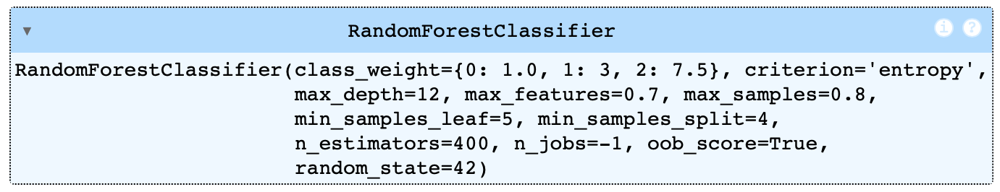 RandomForestClassifier
i ?
RandomForestClassifier(class_weight={0: 1.0, 1: 3, 2: 7.5}, criterion='entropy',
max_depth=12, max_features=0.7, max_samples=0.8,
min_samples_leaf=5, min_samples_split=4,
n_estimators=400, n_jobs=-1, oob_score=True,
random_state=42)